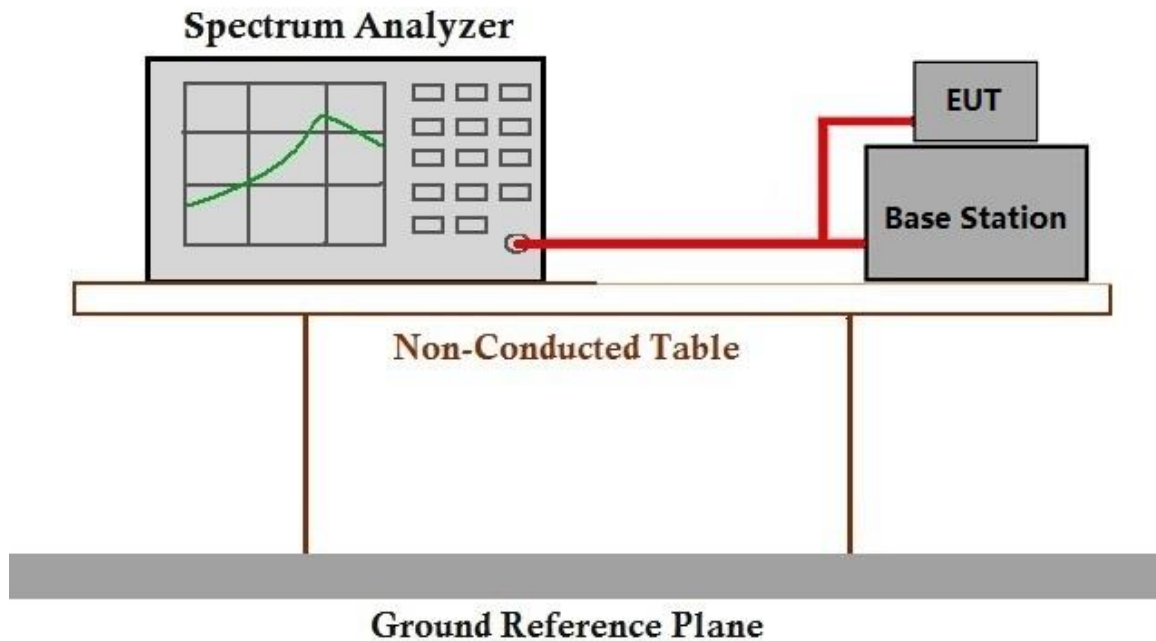 Spectrum Analyzer
EUT
Base Station
Non-Conducted Table
Ground Reference Plane